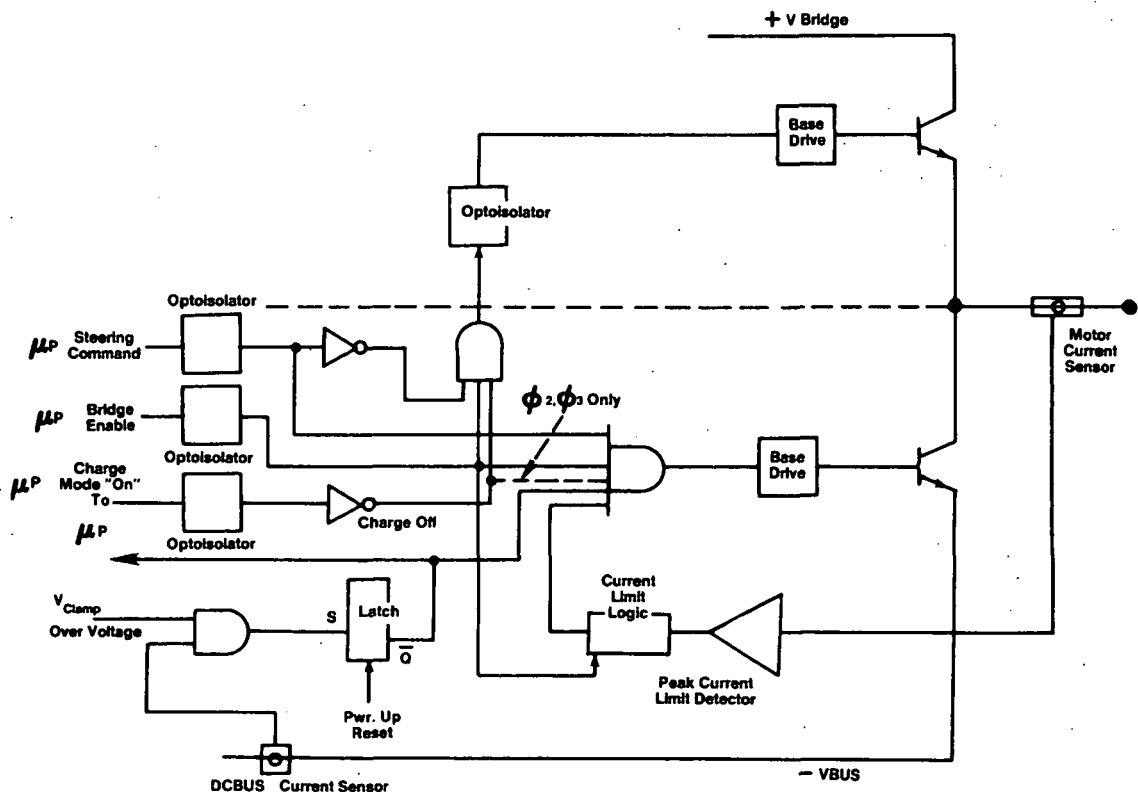 + V Bridge
Base
Drive
Optoisolator
Optoisolator
μP Steering
Command
Motor
Current
Sensor
ϕ 2, ϕ3 Only
μP Bridge
Enable
Base
Drive
Optoisolator
μP Charge
Mode "On"
To
Charge Off
μP
Optoisolator
Current
Limit
Logic
VClamp
Over Voltage
S
Latch
Q̅
Peak Current
Limit Detector
Pwr. Up
Reset
DCBUS Current Sensor
− VBUS